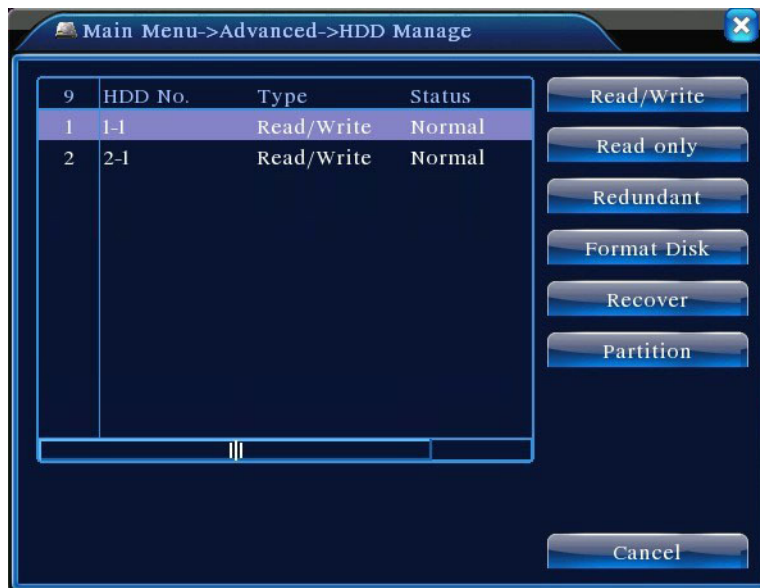 Main Menu->Advanced->HDD Manage
9 HDD No. Type Status
1 1-1 Read/Write Normal
2 2-1 Read/Write Normal
Read/Write
Read only
Redundant
Format Disk
Recover
Partition
Cancel